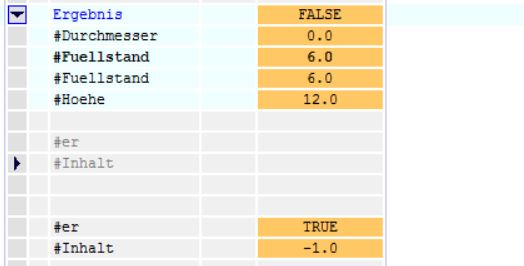 Ergebnis FALSE
#Durchmesser 0.0
#Fuellstand 6.0
#Fuellstand 6.0
#Hoehe 12.0
#er
#Inhalt
#er TRUE
#Inhalt -1.0